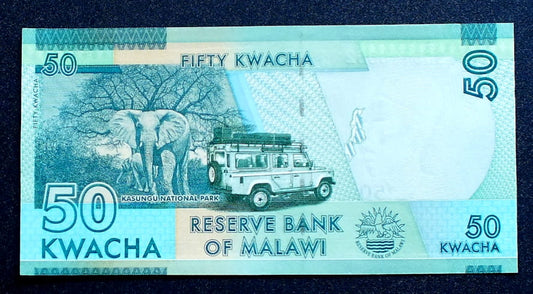 50
FIFTY KWACHA
50
FIFTY KWACHA
KASUNGU NATIONAL PARK
50
KWACHA
RESERVE BANK
OF MALAWI
RESERVE BANK OF MALAWI
50
KWACHA